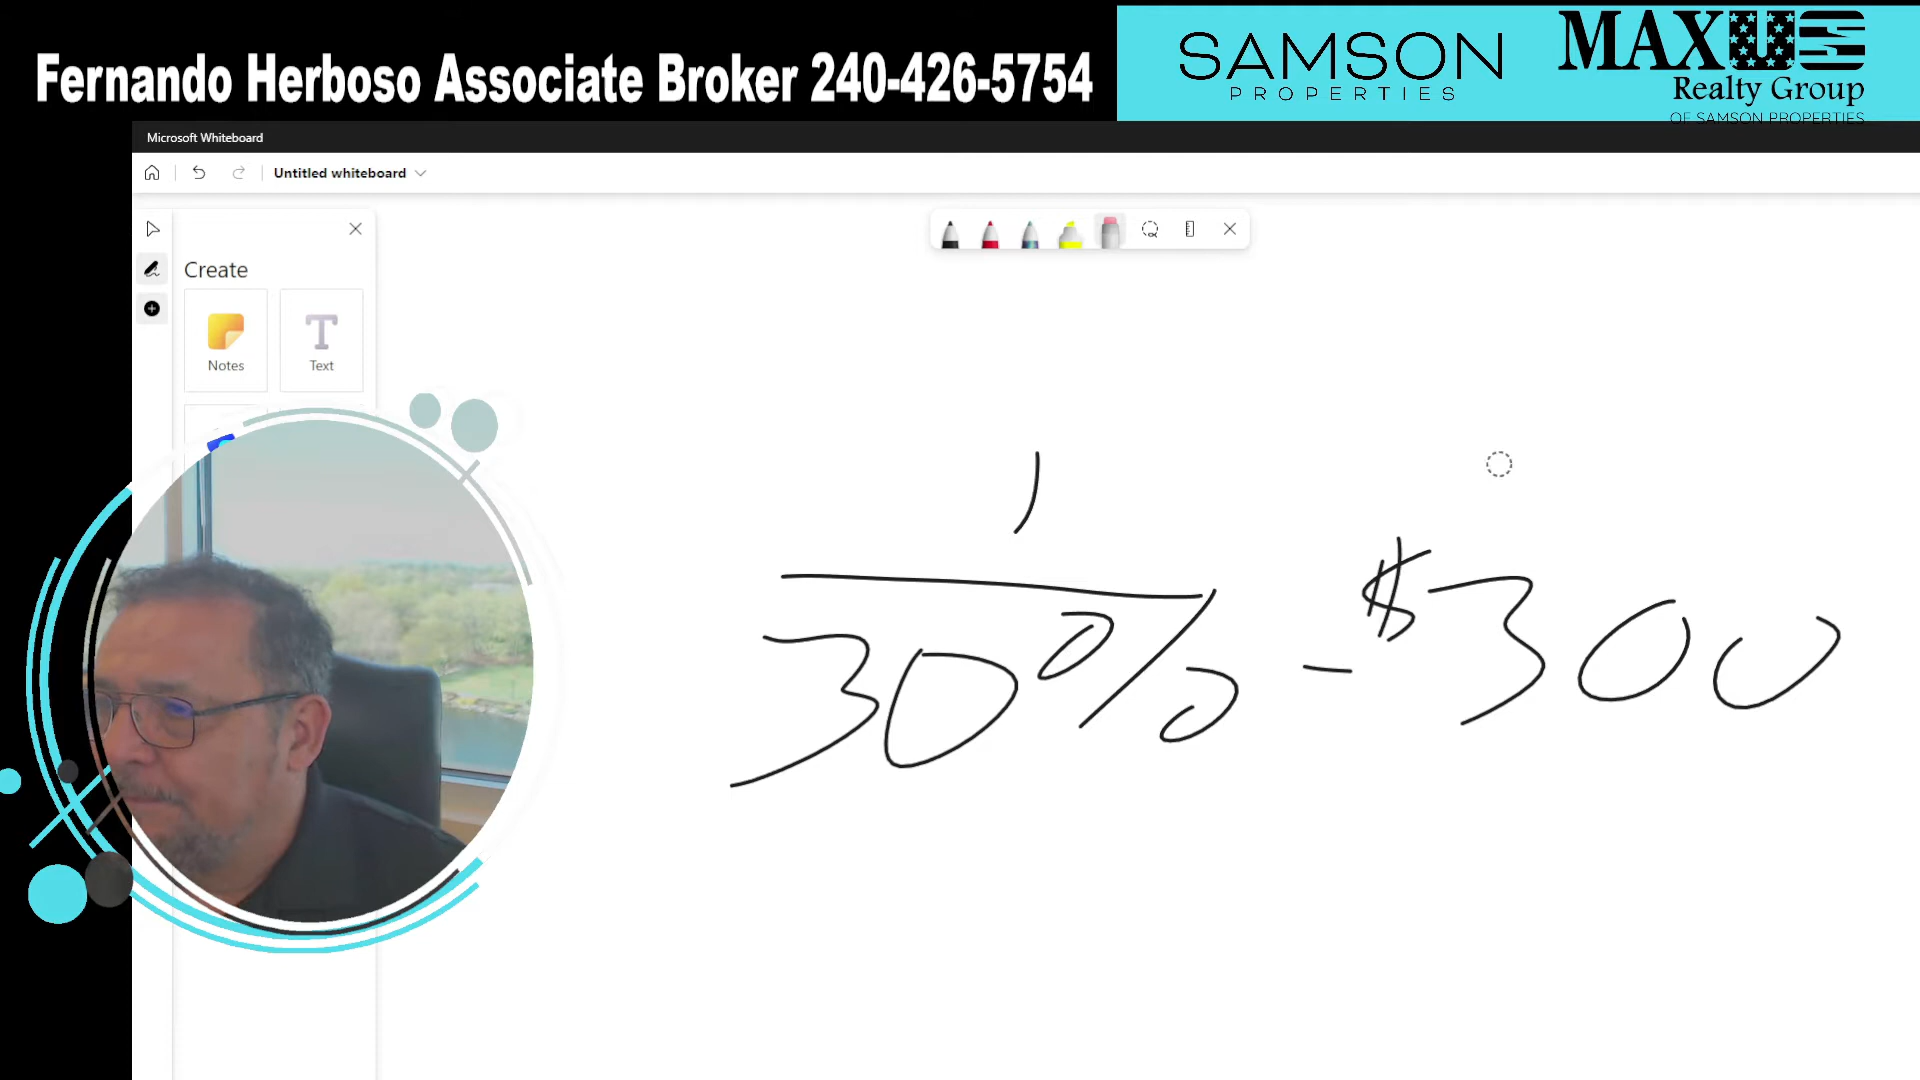 Fernando Herboso Associate Broker 240-426-5754
SAMSON
PROPERTIES
MAXUS
Realty Group
OF SAMSON PROPERTIES
Microsoft Whiteboard
Untitled whiteboard
Create
Notes
Text
1
30% - $300